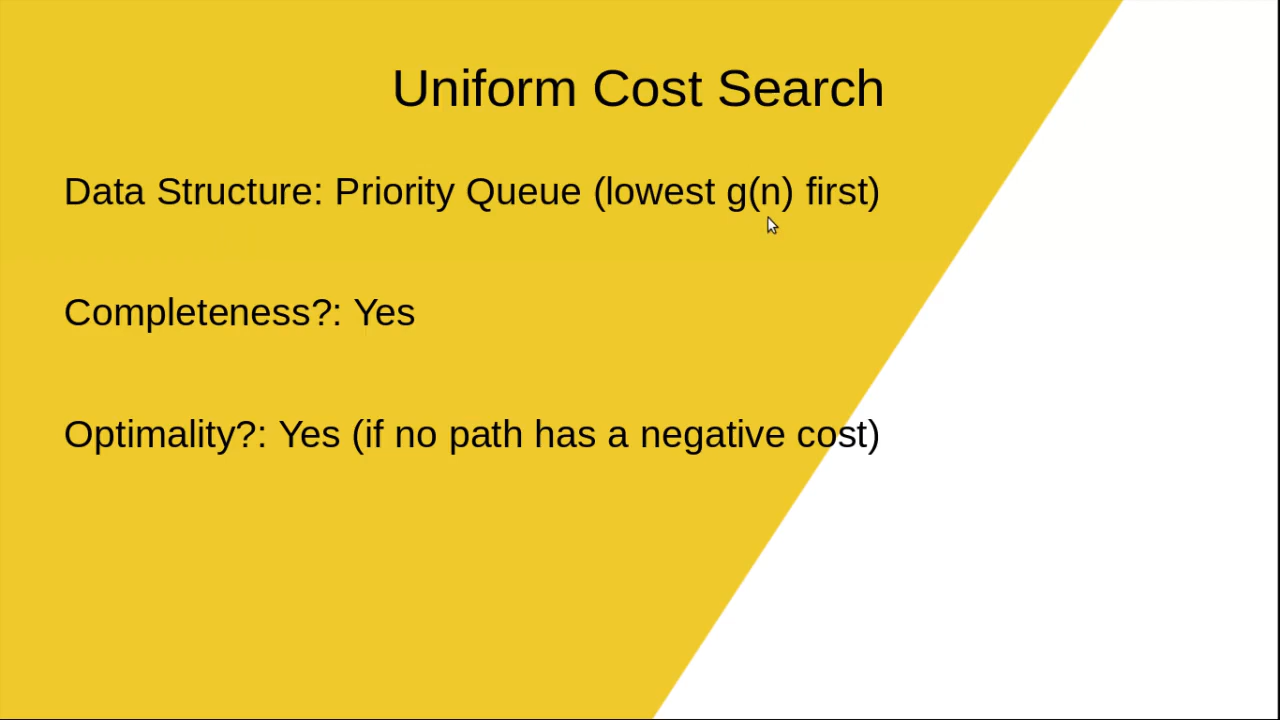 Uniform Cost Search
Data Structure: Priority Queue (lowest g(n) first)
Completeness?: Yes
Optimality?: Yes (if no path has a negative cost)